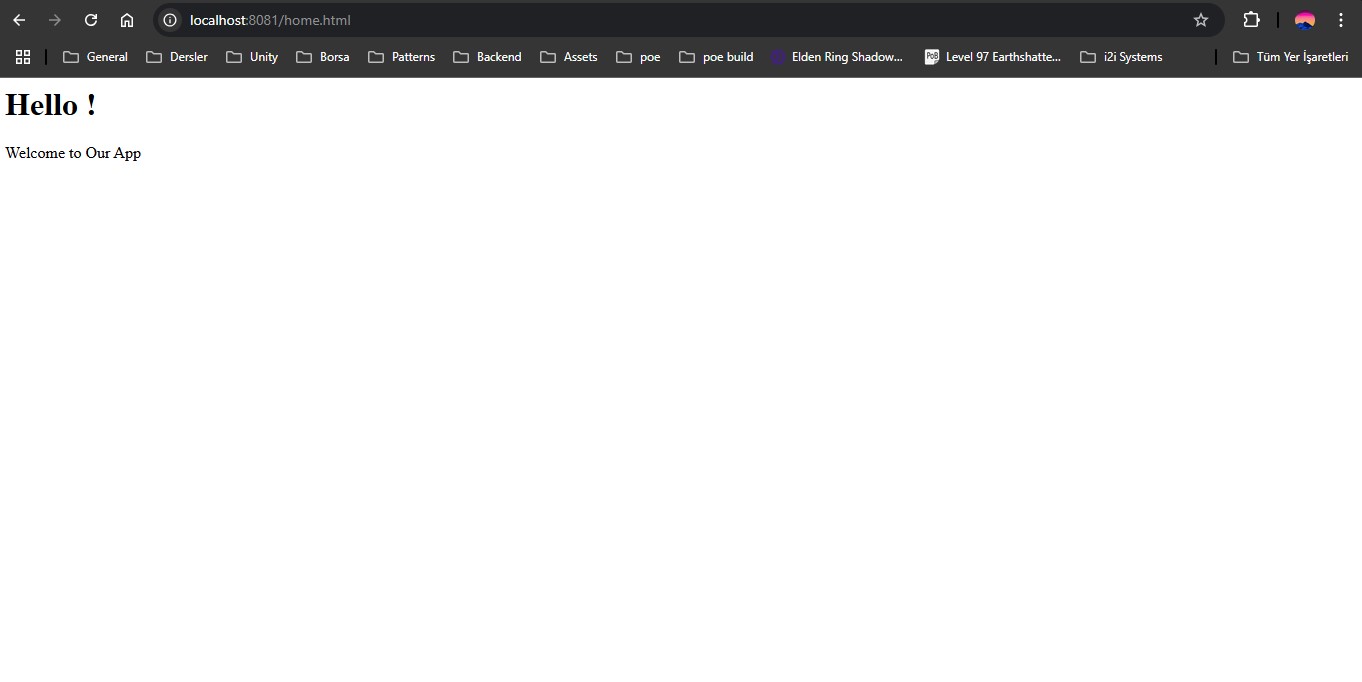 localhost:8081/home.html
General Dersler Unity Borsa Patterns Backend Assets poe poe build Elden Ring Shadow... PoB Level 97 Earthshatte... i2i Systems Tüm Yer İşaretleri
Hello !
Welcome to Our App